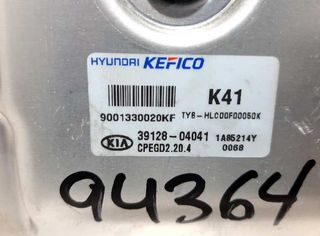 HYUNDAI KEFICO
K41
9001330020KF TY6-HLC00F00050K
39128-04041 1A85214Y
KIA CPEGD2.20.4 0068
94364